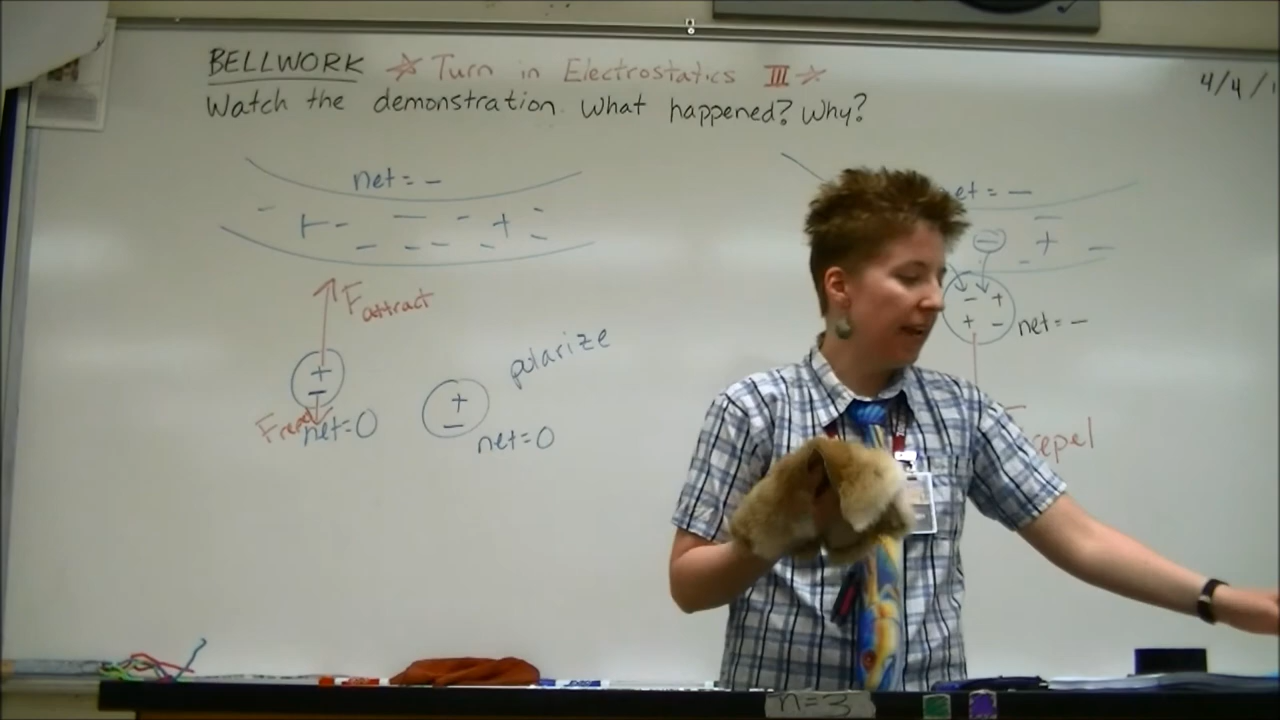 BELLWORK ☆ Turn in Electrostatics III ☆
4/4/1
Watch the demonstration. What happened? Why?
net = -
net = -
- + - - - + -
- - - - -
- + - -
F attract
- +
+ -
net = -
polarize
+
-
net=0
+
-
net=0
repel
n=3